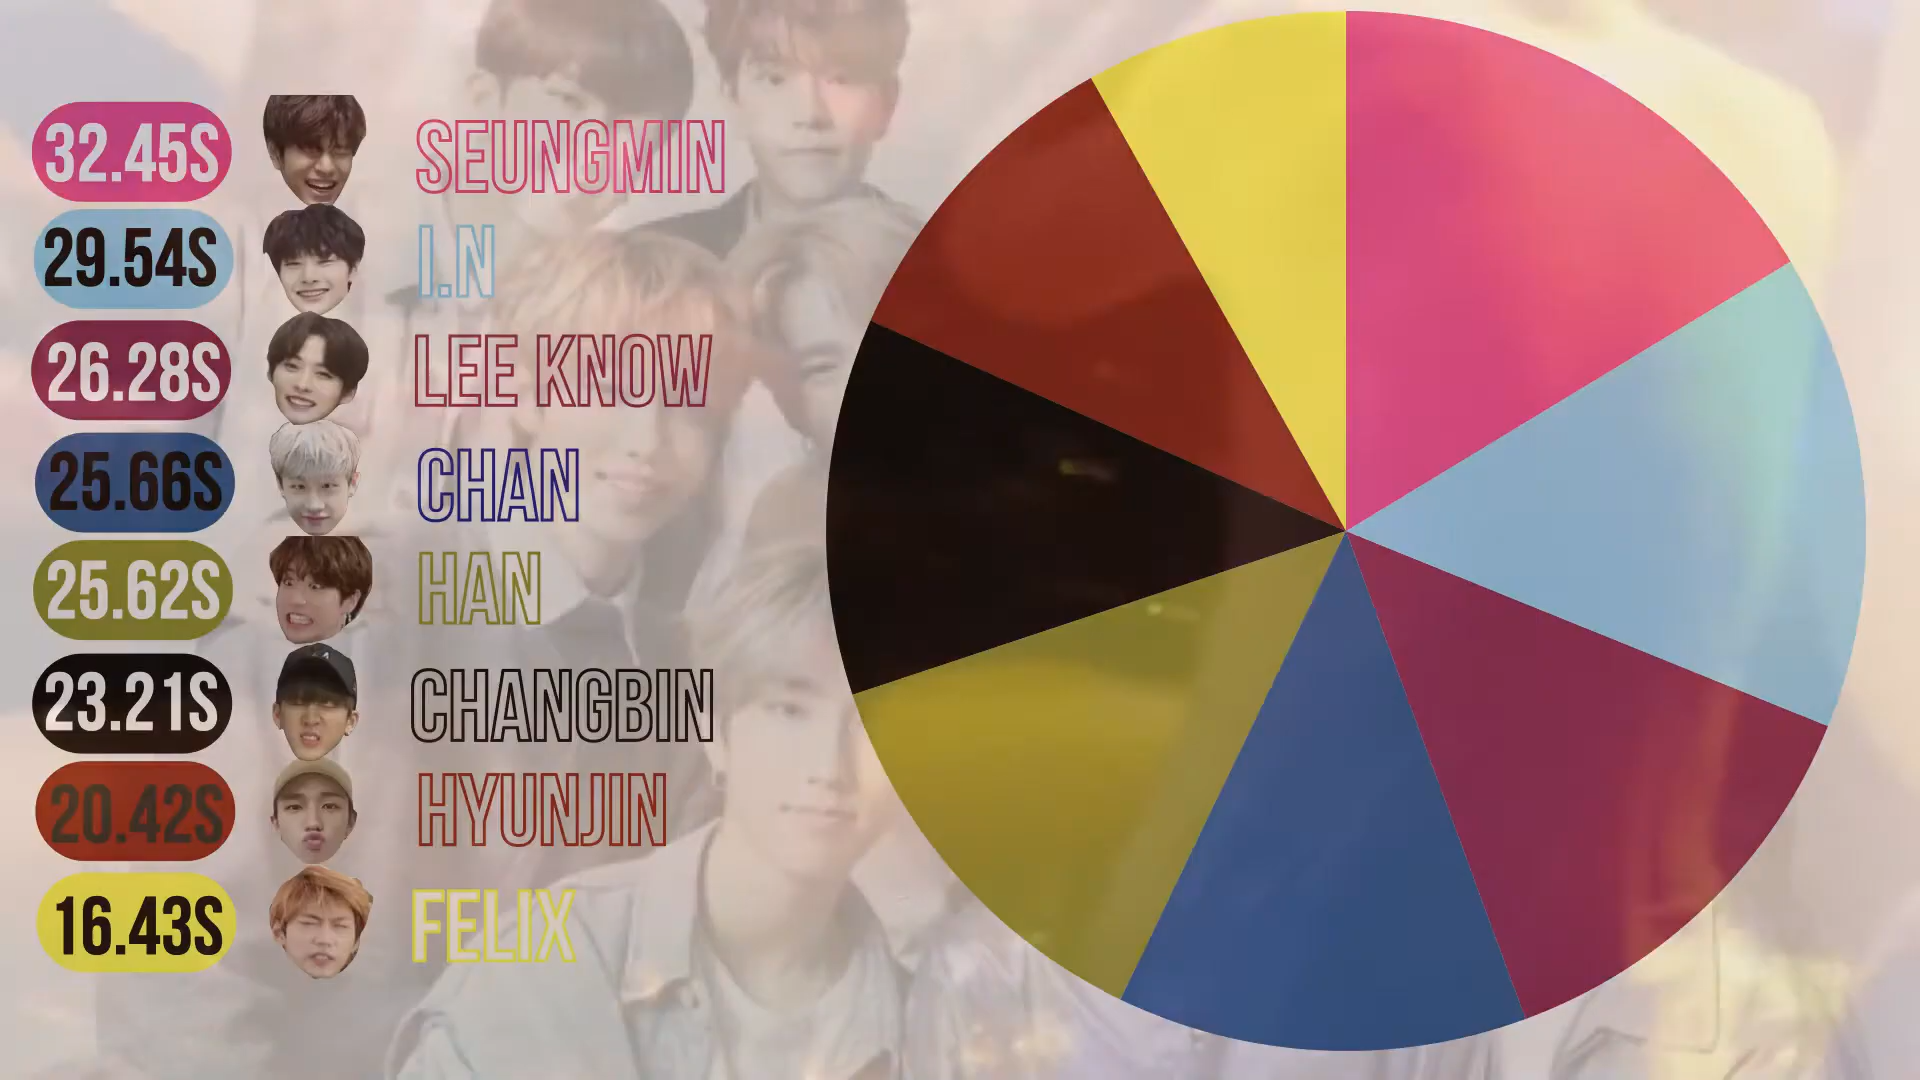 32.45S SEUNGMIN
29.54S I.N
26.28S LEE KNOW
25.66S CHAN
25.62S HAN
23.21S CHANGBIN
20.42S HYUNJIN
16.43S FELIX